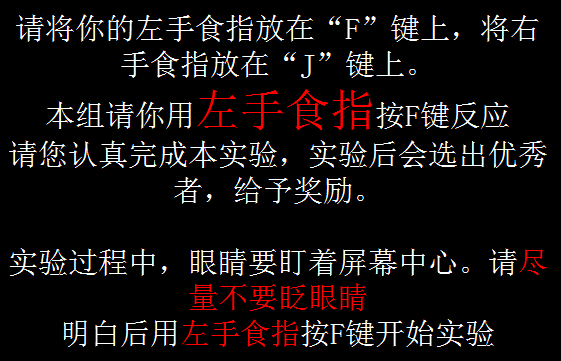 请将你的左手食指放在“F”键上，将右
手食指放在“J”键上。
本组请你用左手食指按F键反应
请您认真完成本实验，实验后会选出优秀
者，给予奖励。
实验过程中，眼睛要盯着屏幕中心。请尽
量不要眨眼睛
明白后用左手食指按F键开始实验